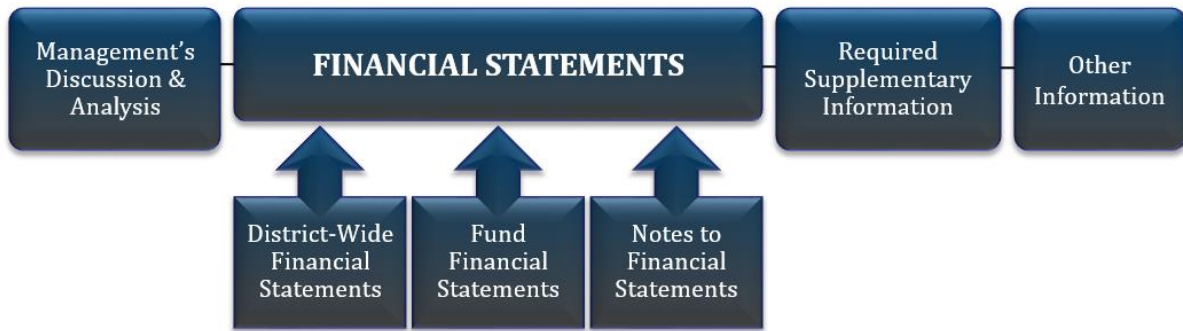 Management’s
Discussion &
Analysis
FINANCIAL STATEMENTS
Required
Supplementary
Information
Other
Information
District-Wide
Financial
Statements
Fund
Financial
Statements
Notes to
Financial
Statements